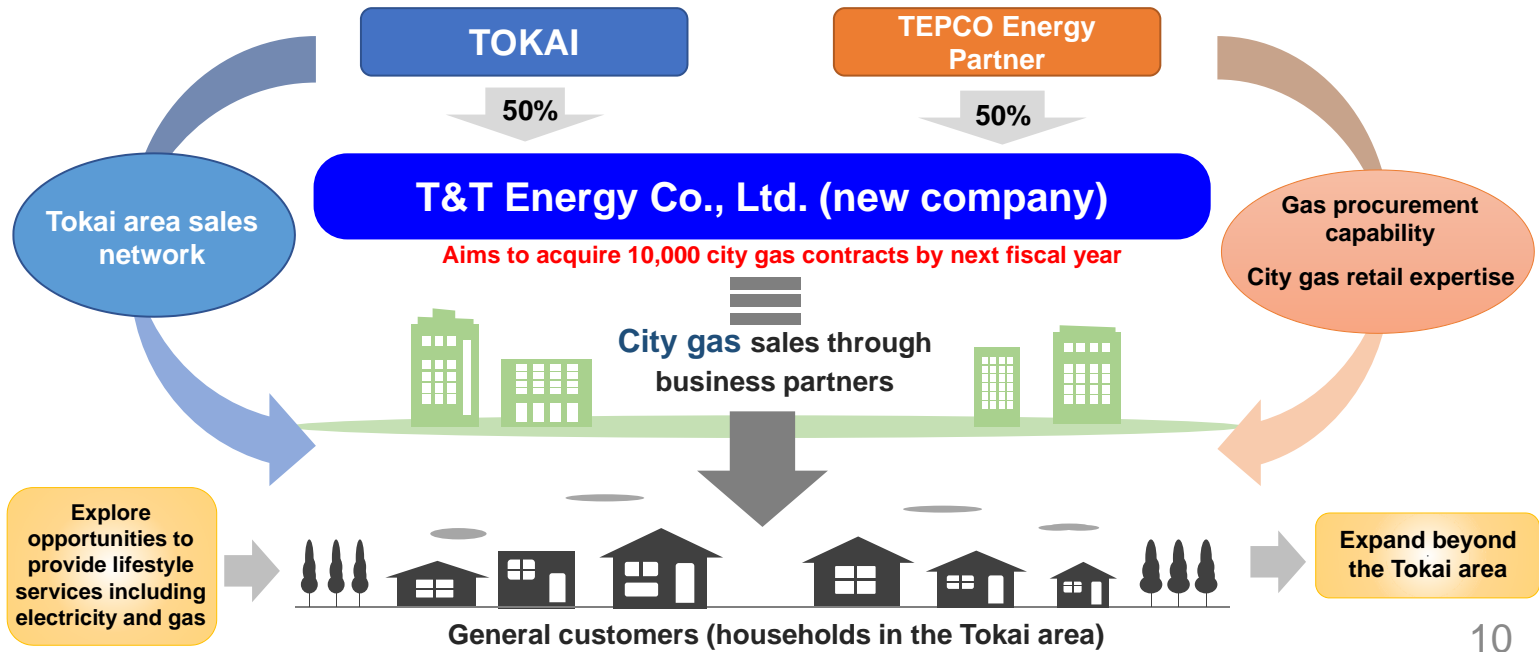 TOKAI
TEPCO Energy
Partner
50%
50%
T&T Energy Co., Ltd. (new company)
Aims to acquire 10,000 city gas contracts by next fiscal year
Tokai area sales
network
Gas procurement
capability
City gas retail expertise
City gas sales through
business partners
Explore
opportunities to
provide lifestyle
services including
electricity and gas
Expand beyond
the Tokai area
General customers (households in the Tokai area)
10